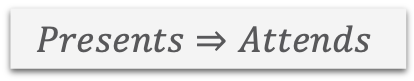 Presents ⇒ Attends